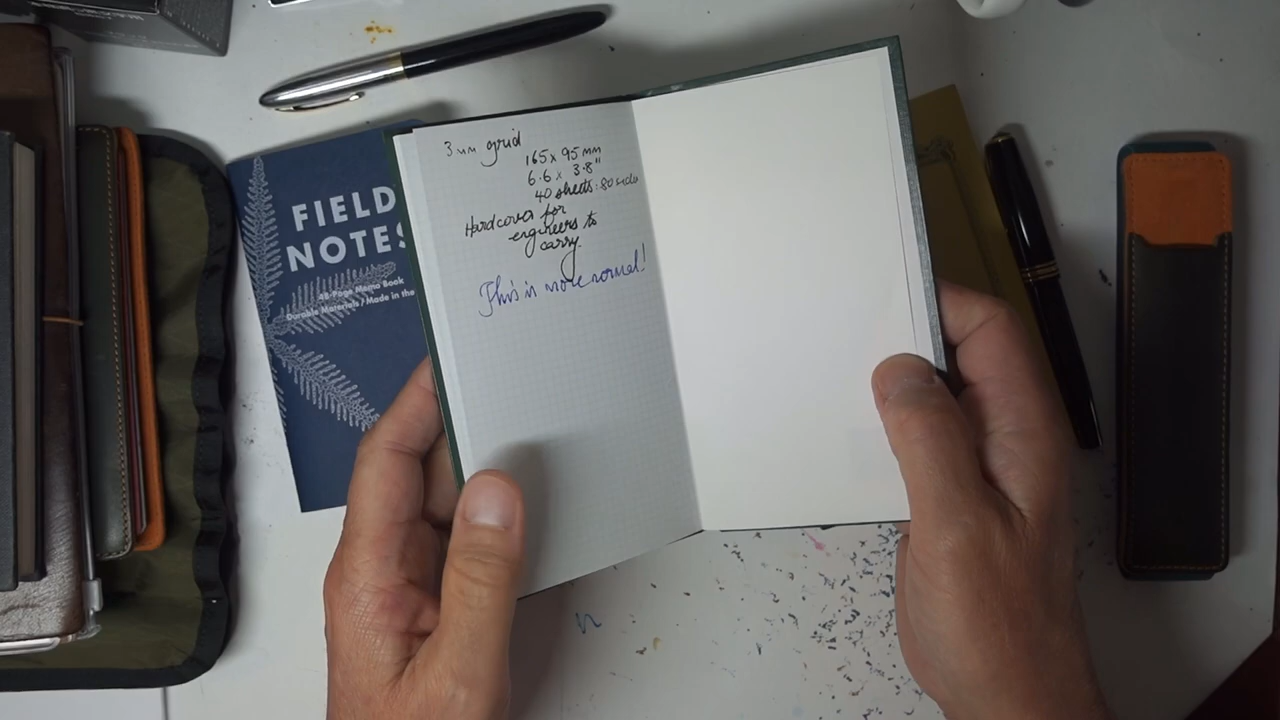 3mm grid
165 x 95 mm
6.6 x 3.8"
40 sheets : 80 sides
Hardcover for
engineers to
carry.
This is more normal!
FIELD
NOTES
48-Page Memo Book
Durable Materials / Made in the